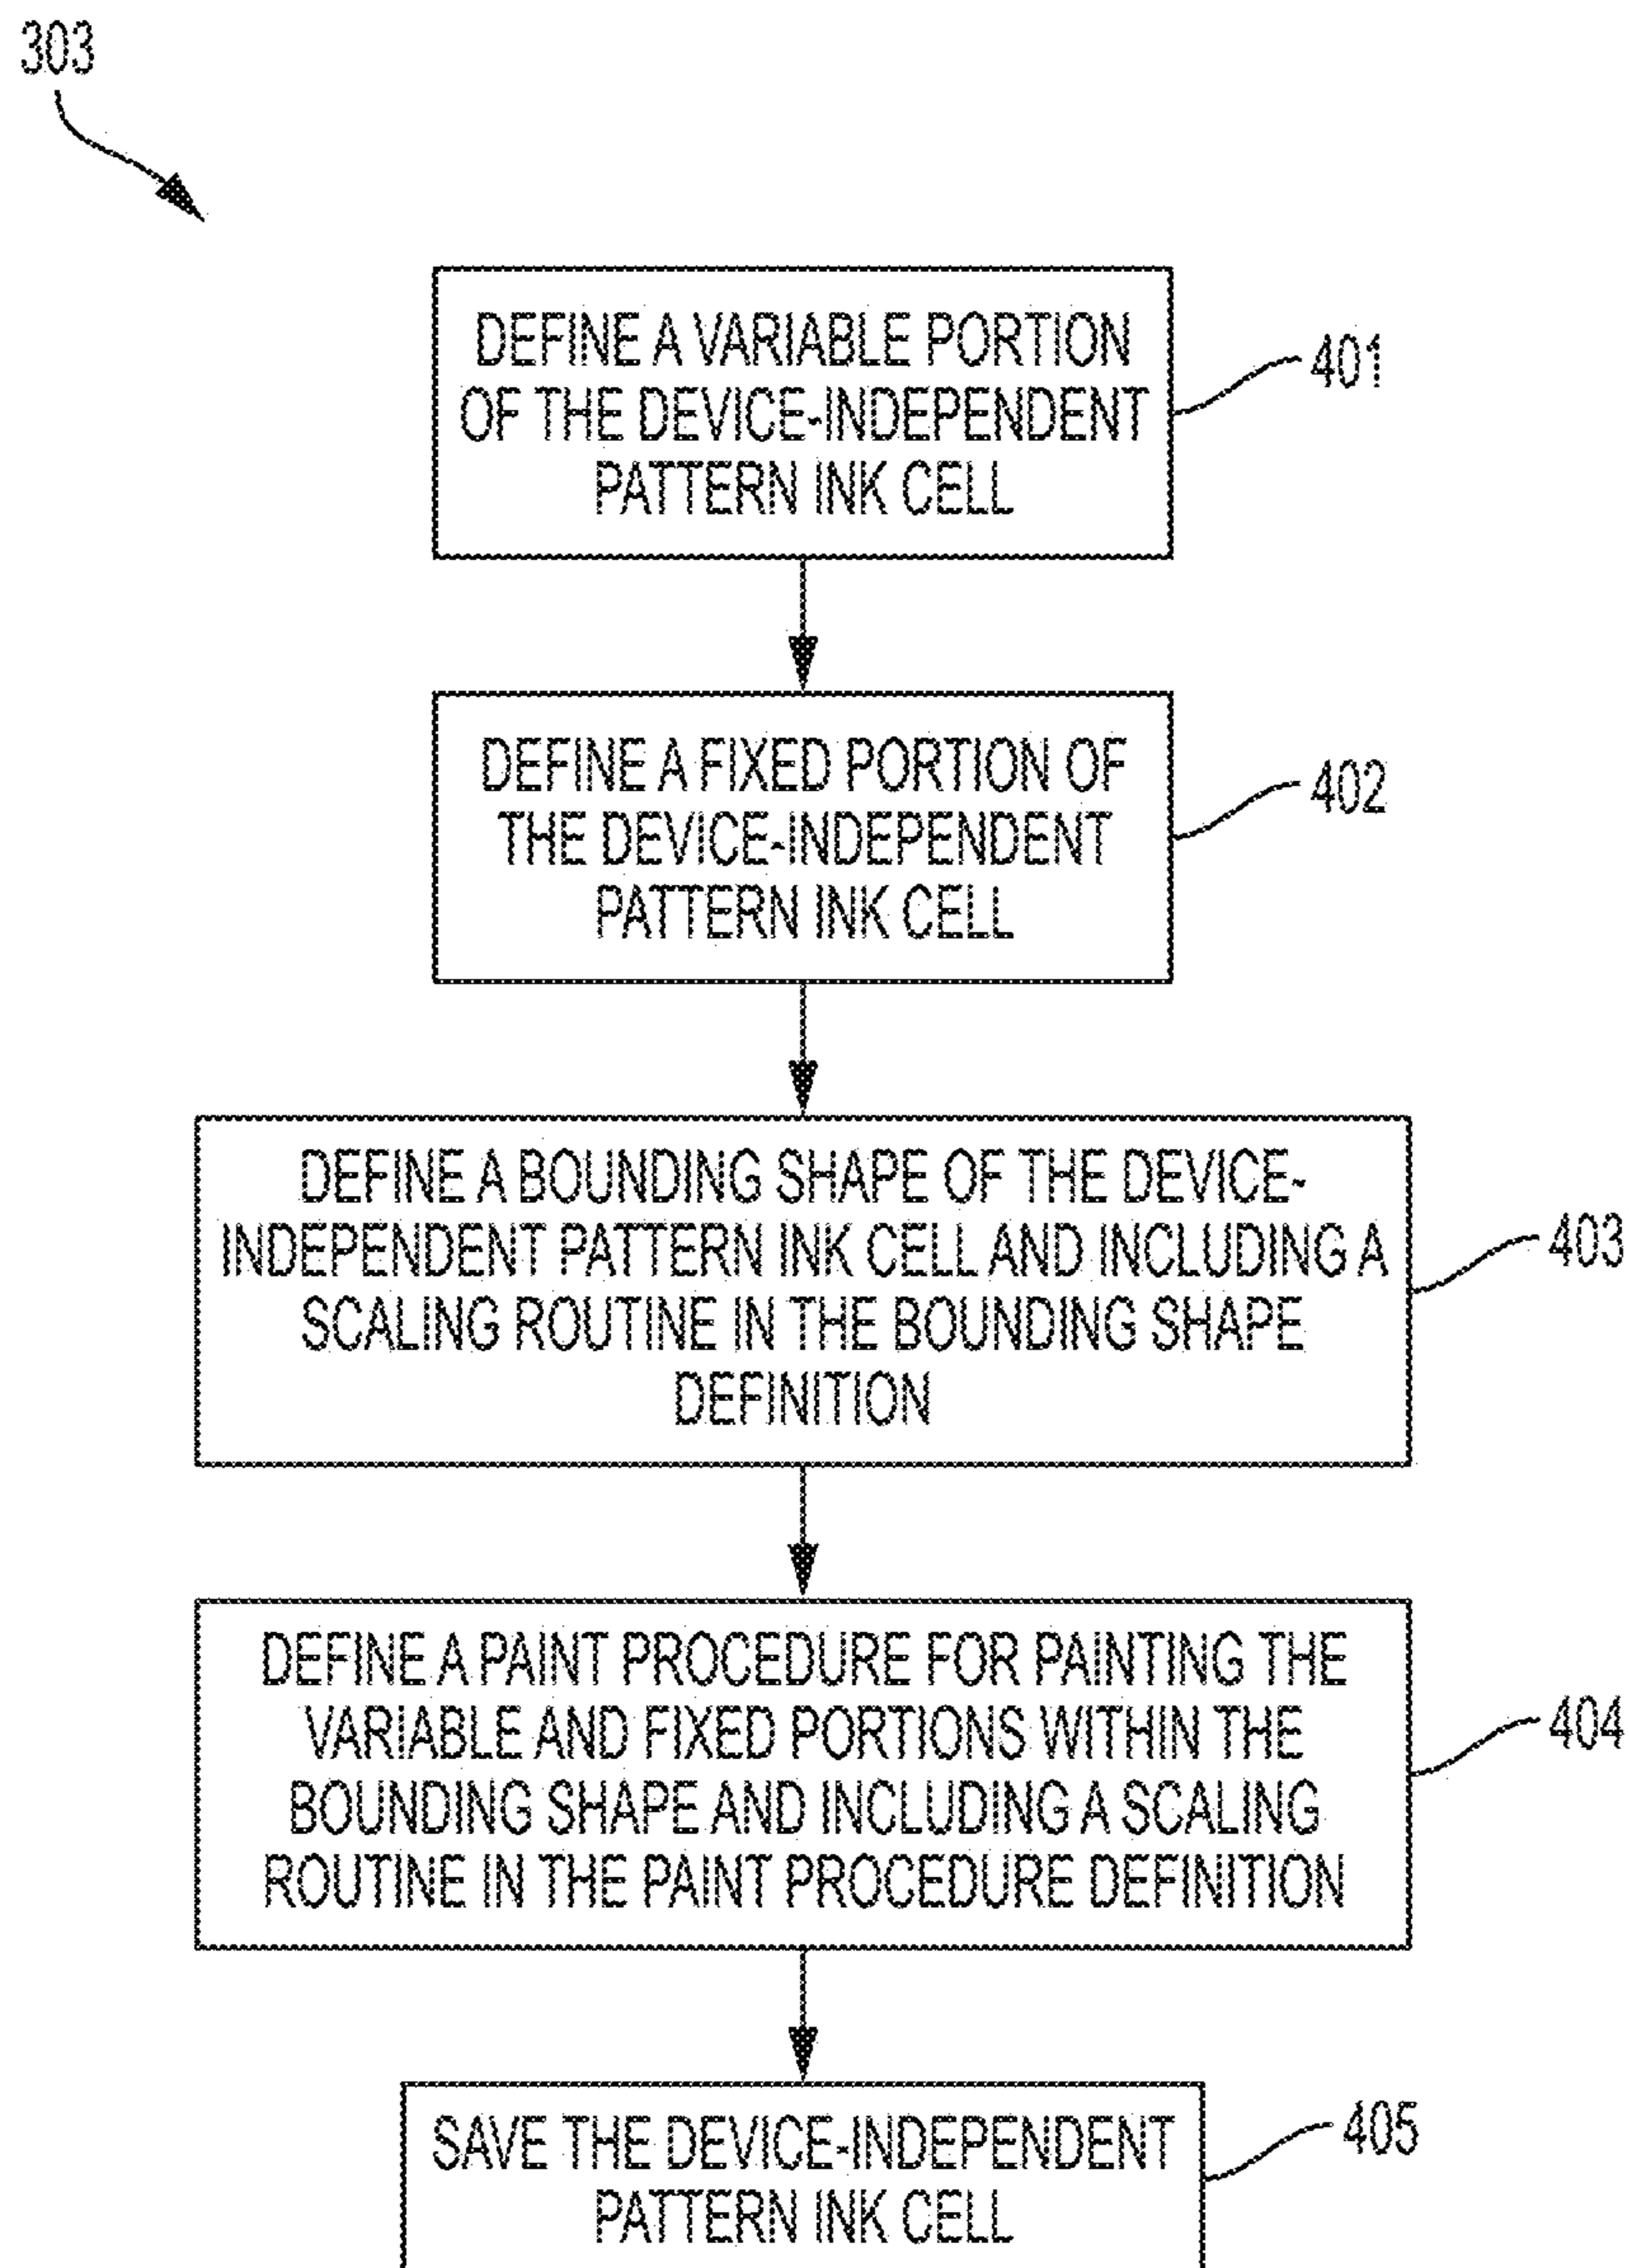 303
DEFINE A VARIABLE PORTION
OF THE DEVICE-INDEPENDENT
PATTERN INK CELL
401
DEFINE A FIXED PORTION OF
THE DEVICE-INDEPENDENT
PATTERN INK CELL
402
DEFINE A BOUNDING SHAPE OF THE DEVICE-
INDEPENDENT PATTERN INK CELL AND INCLUDING A
SCALING ROUTINE IN THE BOUNDING SHAPE
DEFINITION
403
DEFINE A PAINT PROCEDURE FOR PAINTING THE
VARIABLE AND FIXED PORTIONS WITHIN THE
BOUNDING SHAPE AND INCLUDING A SCALING
ROUTINE IN THE PAINT PROCEDURE DEFINITION
404
SAVE THE DEVICE-INDEPENDENT
PATTERN INK CELL
405